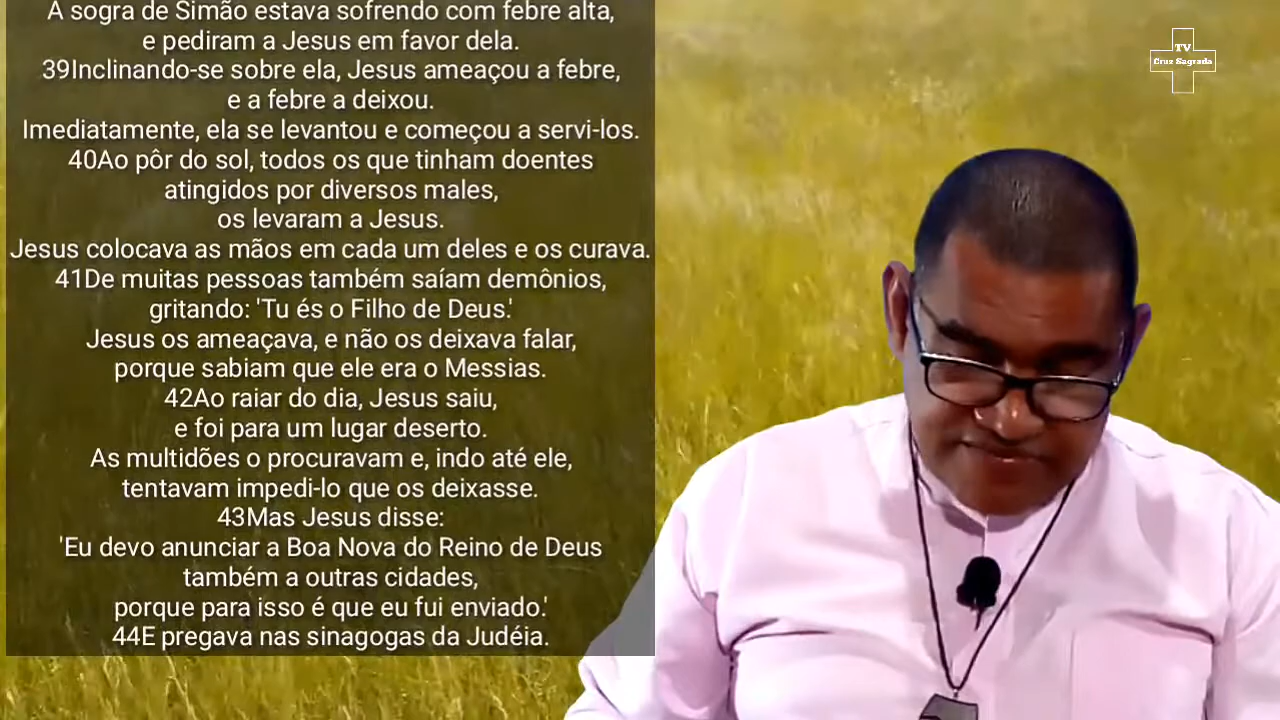 A sogra de Simão estava sofrendo com febre alta,
e pediram a Jesus em favor dela.
39Inclinando-se sobre ela, Jesus ameaçou a febre,
e a febre a deixou.
Imediatamente, ela se levantou e começou a servi-los.
40Ao pôr do sol, todos os que tinham doentes
atingidos por diversos males,
os levaram a Jesus.
Jesus colocava as mãos em cada um deles e os curava.
41De muitas pessoas também saíam demônios,
gritando: 'Tu és o Filho de Deus.'
Jesus os ameaçava, e não os deixava falar,
porque sabiam que ele era o Messias.
42Ao raiar do dia, Jesus saiu,
e foi para um lugar deserto.
As multidões o procuravam e, indo até ele,
tentavam impedi-lo que os deixasse.
43Mas Jesus disse:
'Eu devo anunciar a Boa Nova do Reino de Deus
também a outras cidades,
porque para isso é que eu fui enviado.'
44E pregava nas sinagogas da Judéia.
TV
Cruz Sagrada